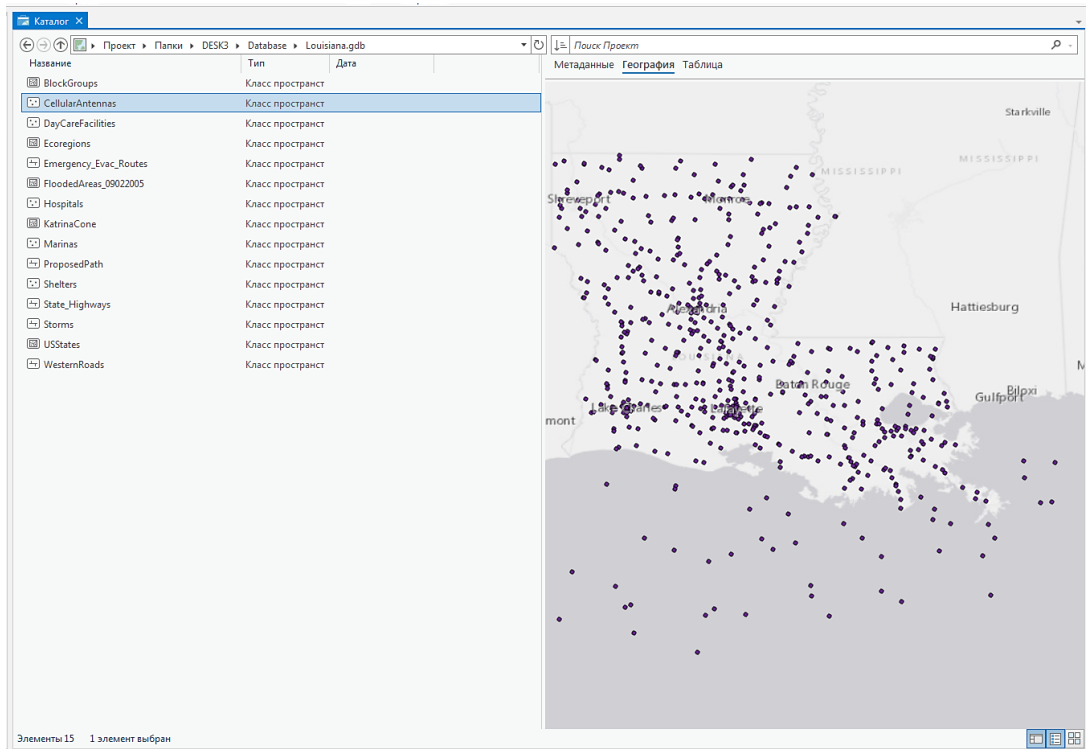 Каталог
Проект Папки DESK3 Database Louisiana.gdb
Поиск Проект
Название Тип Дата
Метаданные География Таблица
BlockGroups Класс пространст
CellularAntennas Класс пространст
DayCareFacilities Класс пространст
Ecoregions Класс пространст
Emergency_Evac_Routes Класс пространст
FloodedAreas_09022005 Класс пространст
Hospitals Класс пространст
KatrinaCone Класс пространст
Marinas Класс пространст
ProposedPath Класс пространст
Shelters Класс пространст
State_Highways Класс пространст
Storms Класс пространст
USStates Класс пространст
WesternRoads Класс пространст
Starkville
MISSISSIPPI
MISSISSIPPI
Shreveport
Monroe
Alexandria
Hattiesburg
LOUISIANA
M
Baton Rouge
Biloxi
Gulfport
Lake Charles
Lafayette
mont
Элементы 15 1 элемент выбран